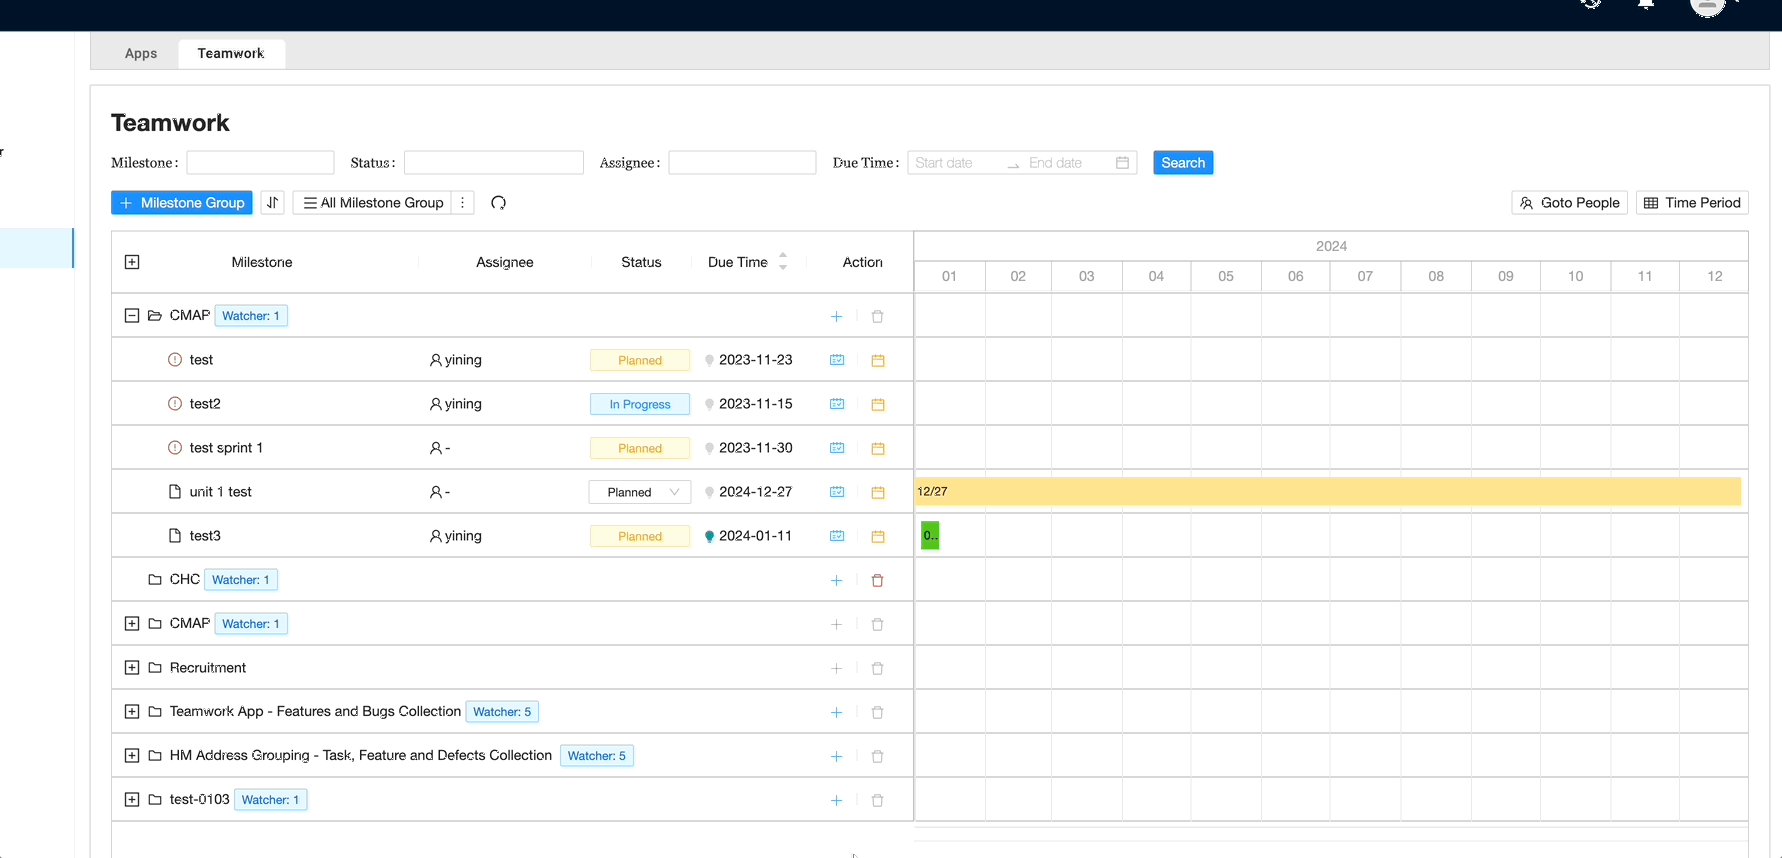 r
Apps Teamwork
Teamwork
Milestone : Status : Assignee : Due Time : Start date End date Search
Milestone Group All Milestone Group Goto People Time Period
Milestone Assignee Status Due Time Action 2024
01 02 03 04 05 06 07 08 09 10 11 12
CMAP Watcher: 1
test yining Planned 2023-11-23
test2 yining In Progress 2023-11-15
test sprint 1 - Planned 2023-11-30
unit 1 test - Planned 2024-12-27 12/27
test3 yining Planned 2024-01-11 0..
CHC Watcher: 1
CMAP Watcher: 1
Recruitment
Teamwork App - Features and Bugs Collection Watcher: 5
HM Address Grouping - Task, Feature and Defects Collection Watcher: 5
test-0103 Watcher: 1